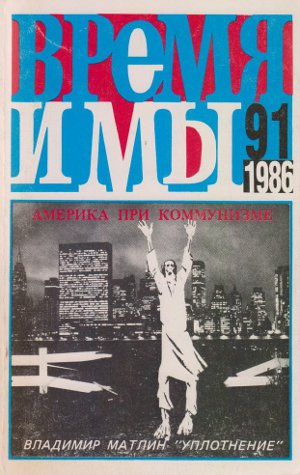 ВРЕМЯ
И МЫ
91
1986
АМЕРИКА ПРИ КОММУНИЗМЕ
ВЛАДИМИР МАТЛИН "УПЛОТНЕНИЕ"